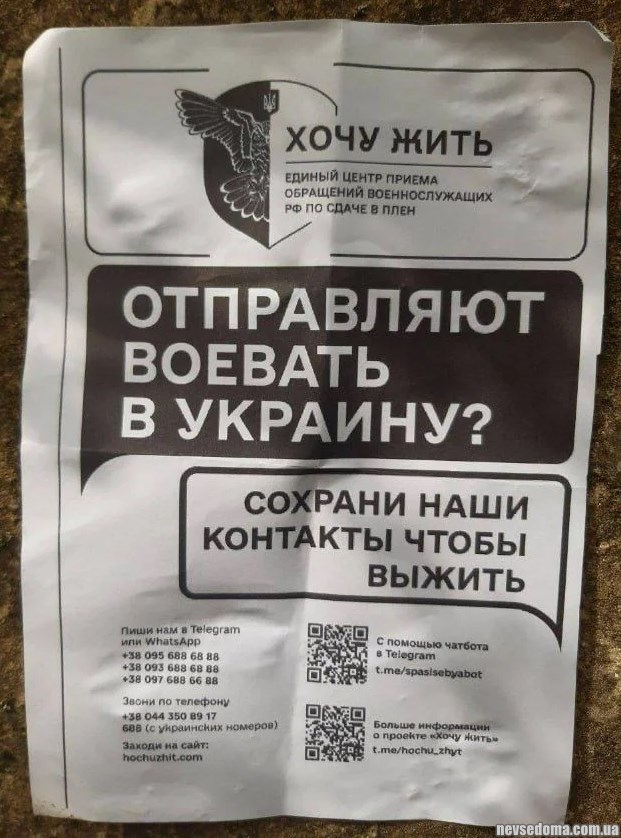 ХОЧУ ЖИТЬ
ЕДИНЫЙ ЦЕНТР ПРИЕМА
ОБРАЩЕНИЙ ВОЕННОСЛУЖАЩИХ
РФ ПО СДАЧЕ В ПЛЕН
ОТПРАВЛЯЮТ
ВОЕВАТЬ
В УКРАИНУ?
СОХРАНИ НАШИ
КОНТАКТЫ ЧТОБЫ
ВЫЖИТЬ
Пиши нам в Telegram
или WhatsApp
+38 095 688 68 88
+38 093 688 68 88
+38 097 688 66 88
Звони по телефону
+38 044 350 89 17
688 (с украинских номеров)
Заходи на сайт:
hochuzhit.com
С помощью чатбота
в Telegram
t.me/spasisebyabot
Больше информации
о проекте «Хочу жить»
t.me/hochu_zhyt
nevsedoma.com.ua